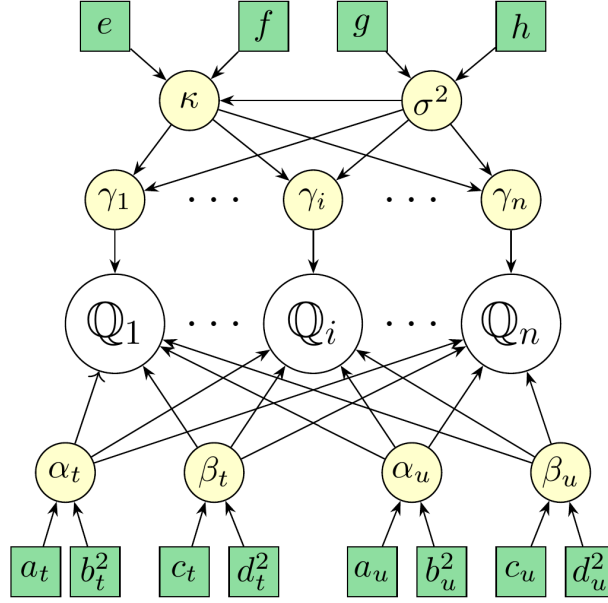 e f g h
κ σ²
γ₁ · · · γᵢ · · · γₙ
ℚ₁ · · · ℚᵢ · · · ℚₙ
αₜ βₜ αᵤ βᵤ
aₜ bₜ² cₜ dₜ² aᵤ bᵤ² cᵤ dᵤ²